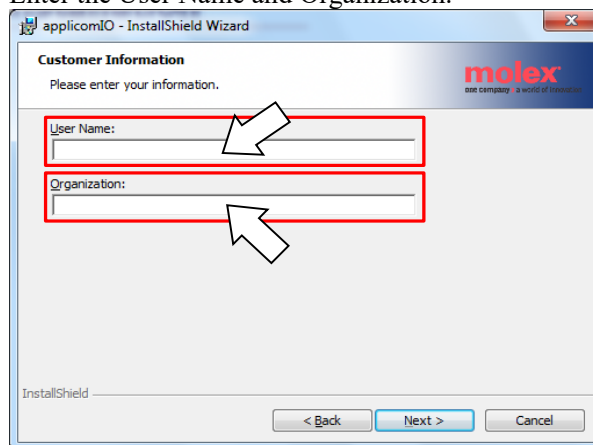 Enter the User Name and Organization.
applicomIO - InstallShield Wizard
Customer Information
Please enter your information.
molex
one company > a world of innovation
User Name:
Organization:
InstallShield
< Back
Next >
Cancel